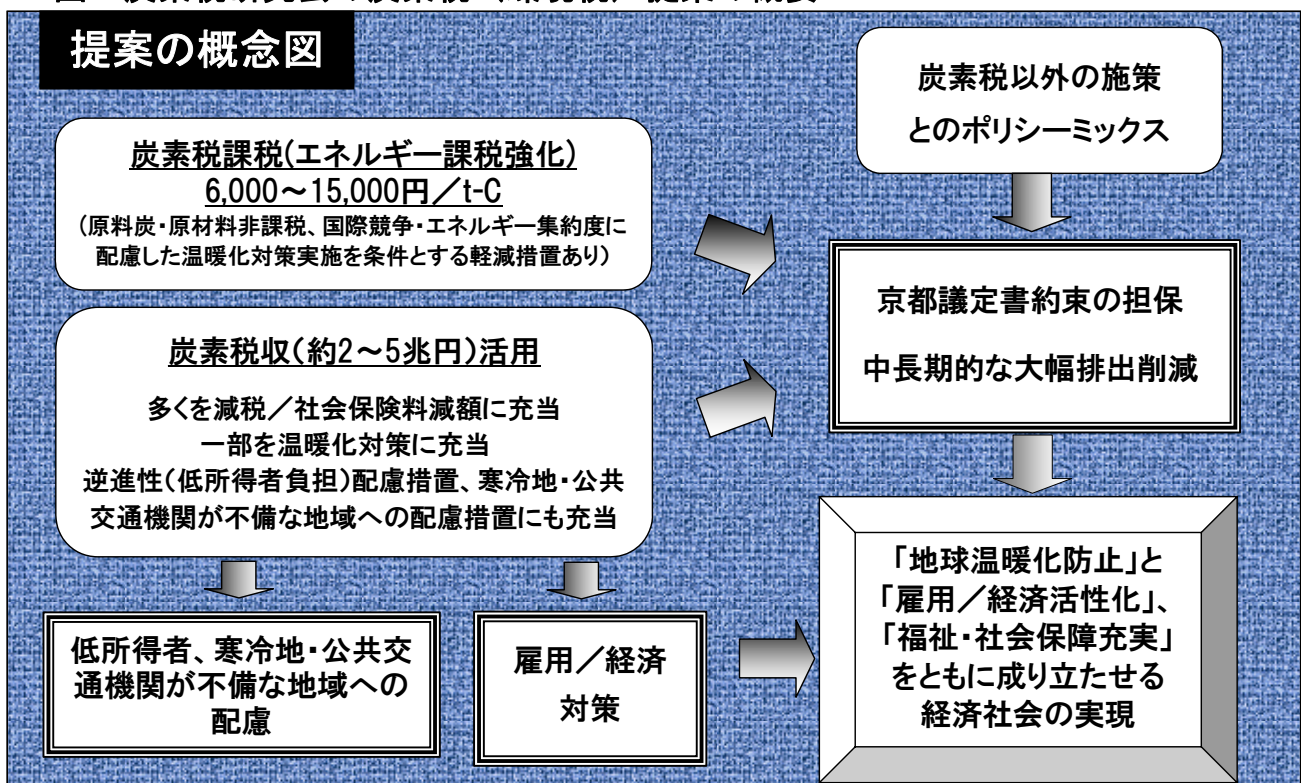 提案の概念図
炭素税課税(エネルギー課税強化)
6,000～15,000円／t-C
(原料炭・原材料非課税、国際競争・エネルギー集約度に
配慮した温暖化対策実施を条件とする軽減措置あり)
炭素税収(約2～5兆円)活用
多くを減税／社会保険料減額に充当
一部を温暖化対策に充当
逆進性(低所得者負担)配慮措置、寒冷地・公共
交通機関が不備な地域への配慮措置にも充当
低所得者、寒冷地・公共交
通機関が不備な地域への
配慮
雇用／経済
対策
炭素税以外の施策
とのポリシーミックス
京都議定書約束の担保
中長期的な大幅排出削減
「地球温暖化防止」と
「雇用／経済活性化」、
「福祉・社会保障充実」
をともに成り立たせる
経済社会の実現